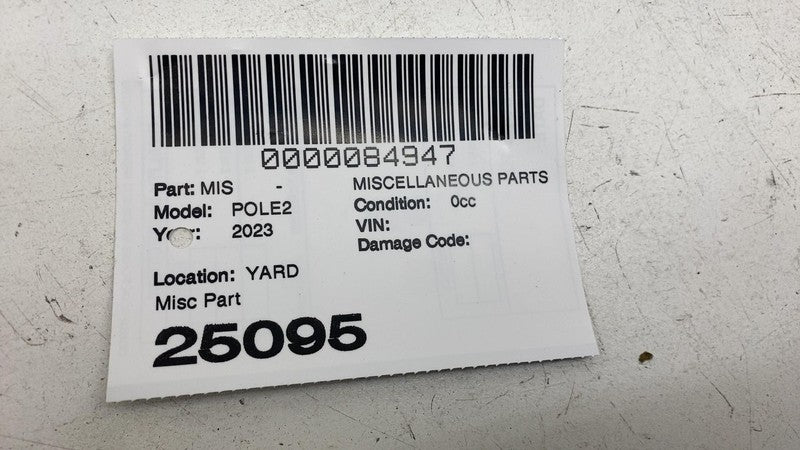 0000084947
Part: MIS - MISCELLANEOUS PARTS
Model: POLE2 Condition: 0cc
2023 VIN:
Damage Code:
Location: YARD
Misc Part
25095